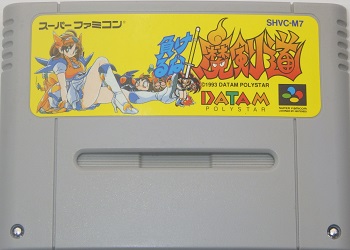 スーパーファミコン
SHVC-M7
負けるな!
魔剣道
©1993 DATAM POLYSTAR
DATAM
POLYSTAR